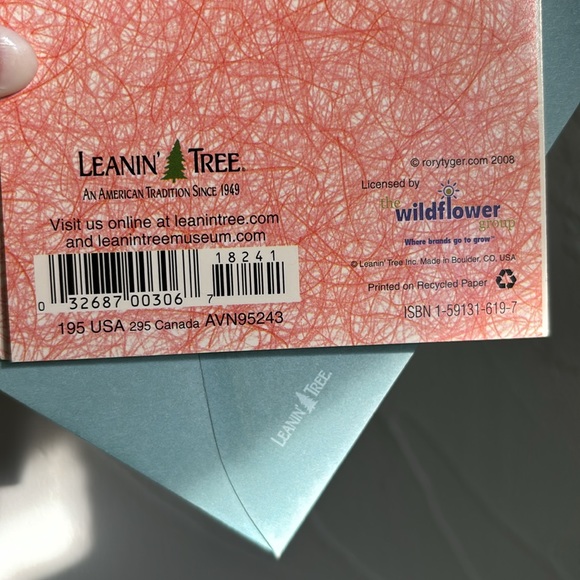 LEANIN' TREE®
AN AMERICAN TRADITION SINCE 1949
Visit us online at leanintree.com
and leanintreemuseum.com
18241
0 32687 00306 7
195 USA 295 Canada AVN95243
© rorytyger.com 2008
Licensed by
the
wildflower
group
Where brands go to grow™
© Leanin' Tree Inc. Made in Boulder, CO, USA
Printed on Recycled Paper
ISBN 1-59131-619-7
LEANIN' TREE®